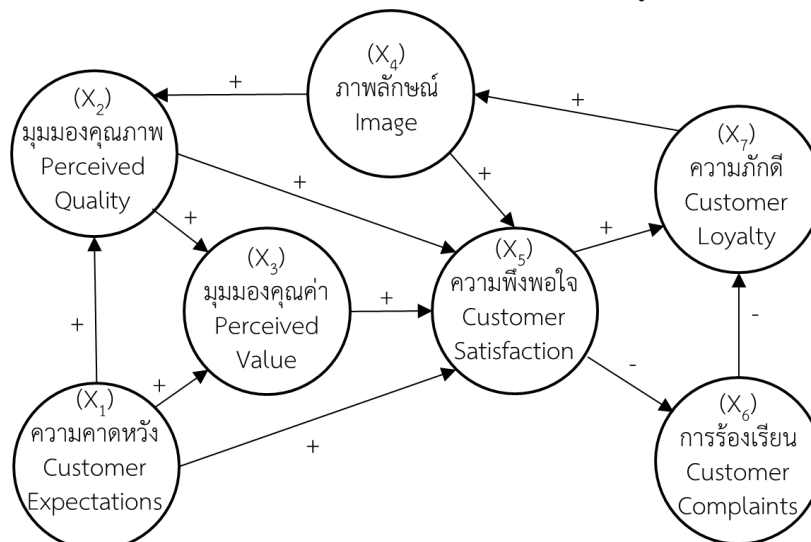 (X₄)
ภาพลักษณ์
Image
(X₂)
มุมมองคุณภาพ
Perceived
Quality
(X₇)
ความภักดี
Customer
Loyalty
(X₃)
มุมมองคุณค่า
Perceived
Value
(X₅)
ความพึงพอใจ
Customer
Satisfaction
(X₁)
ความคาดหวัง
Customer
Expectations
(X₆)
การร้องเรียน
Customer
Complaints
+
+
+
+
+
+
+
+
+
+
-
-
+